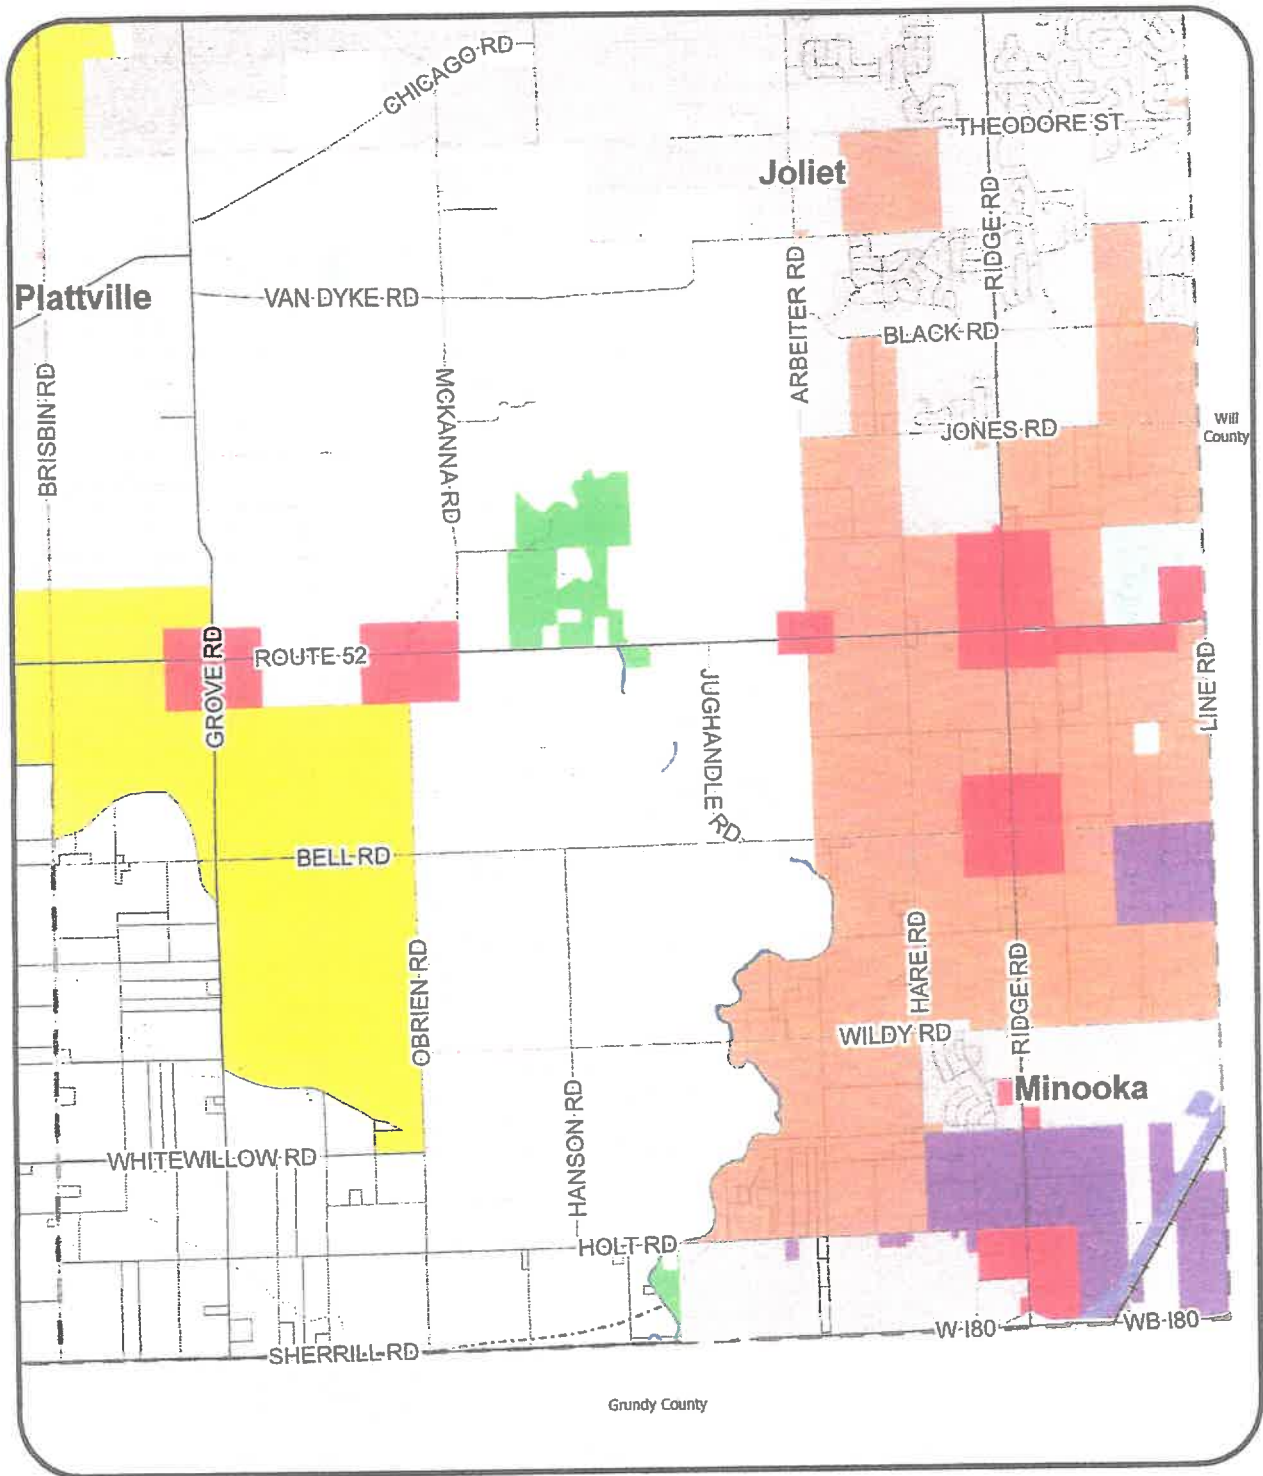 CHICAGO RD
THEODORE ST
Joliet
RIDGE RD
ARBEITER RD
Plattville
VAN DYKE RD
BLACK RD
BRISBIN RD
MCKANNA RD
JONES RD
Will
County
GROVE RD
ROUTE 52
JUGHANDLE RD
LINE RD
BELL RD
OBRIEN RD
HARE RD
RIDGE RD
WILDY RD
Minooka
HANSON RD
WHITEWILLOW RD
HOLT RD
W-I80
WB-I80
SHERRILL RD
Grundy County